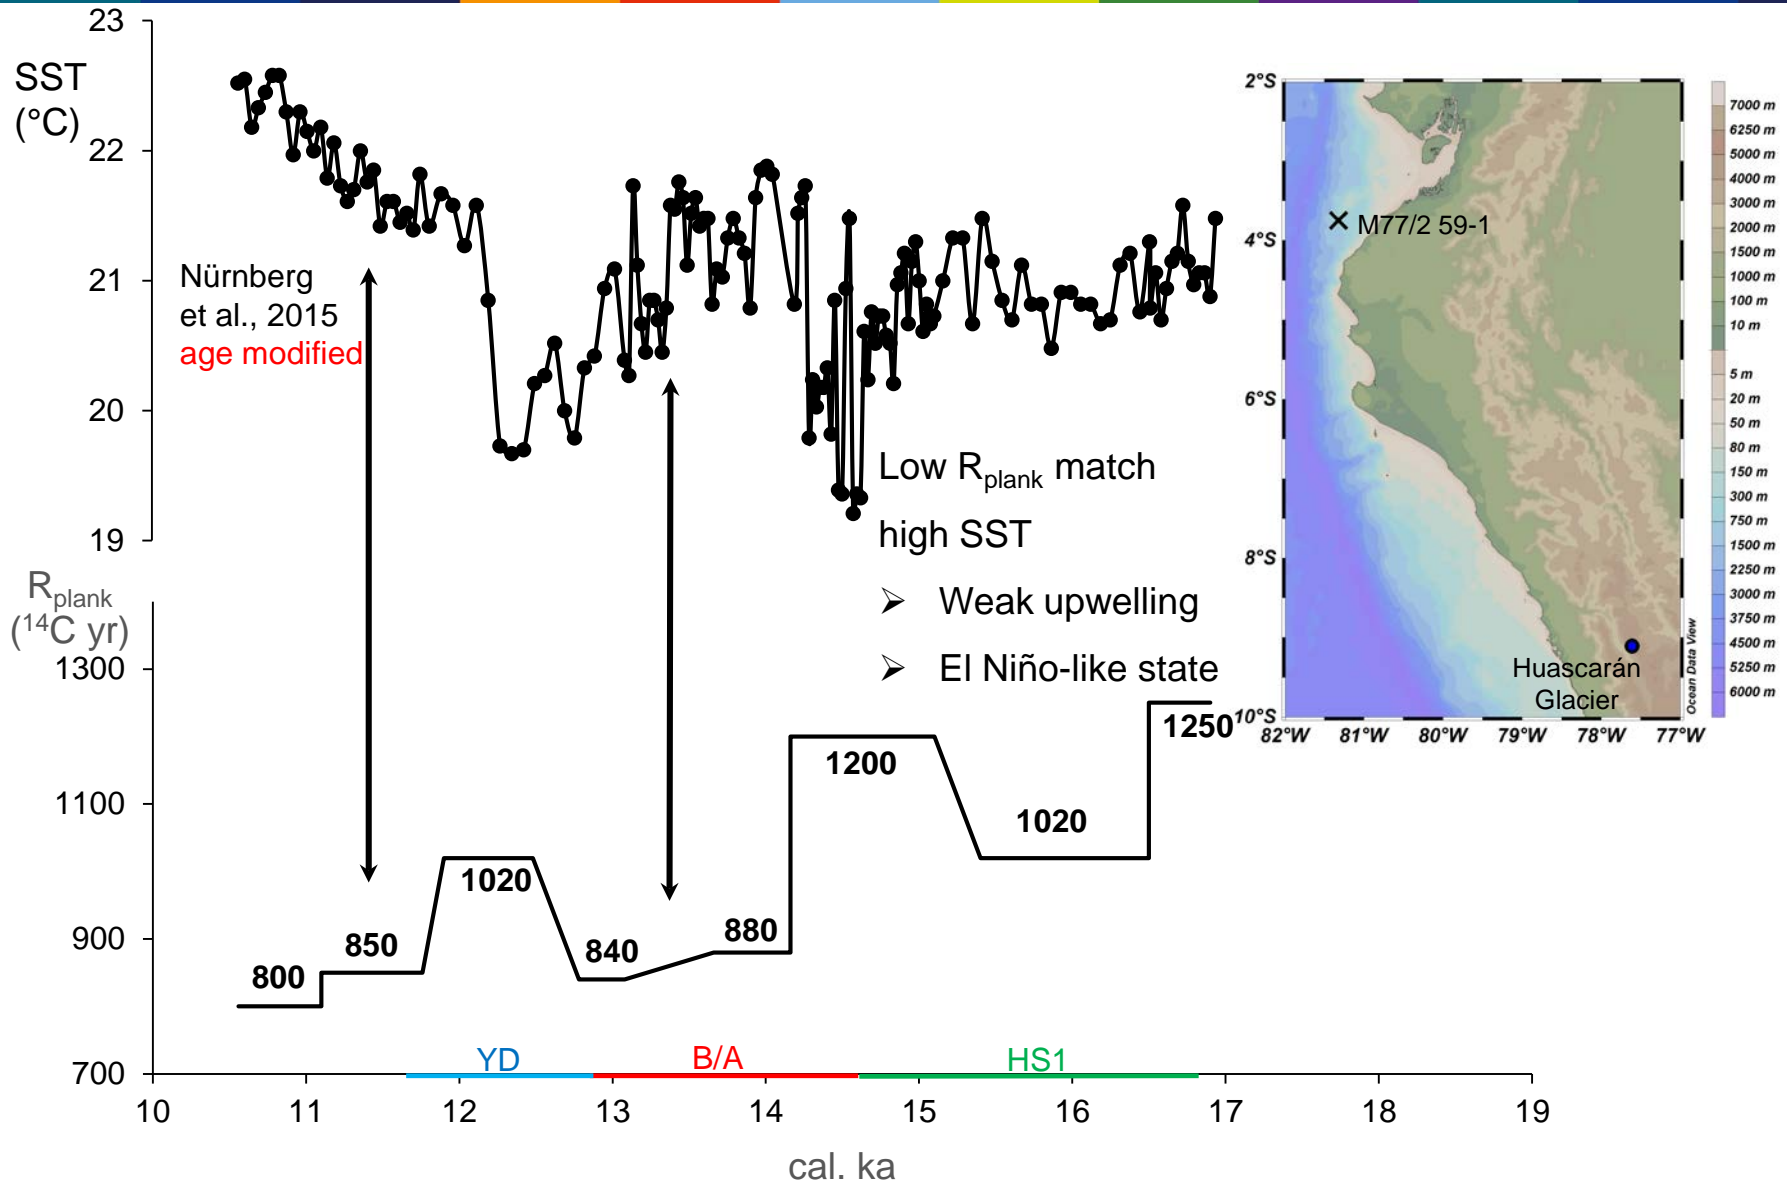 23
SST
(°C)
22
21
20
19
Nürnberg
et al., 2015
age modified
Low Rplank match
high SST
➢ Weak upwelling
➢ El Niño-like state
Rplank
(14C yr)
1300
1100
900
700
800
850
1020
840
880
1200
1020
1250
YD
B/A
HS1
10
11
12
13
14
15
16
17
18
19
cal. ka
2°S
4°S
6°S
8°S
10°S
82°W
81°W
80°W
79°W
78°W
77°W
M77/2 59-1
Huascarán
Glacier
Ocean Data View
7000 m
6250 m
5000 m
4000 m
3000 m
2000 m
1500 m
1000 m
100 m
10 m
5 m
20 m
50 m
80 m
150 m
300 m
750 m
1500 m
2250 m
3000 m
3750 m
4500 m
5250 m
6000 m